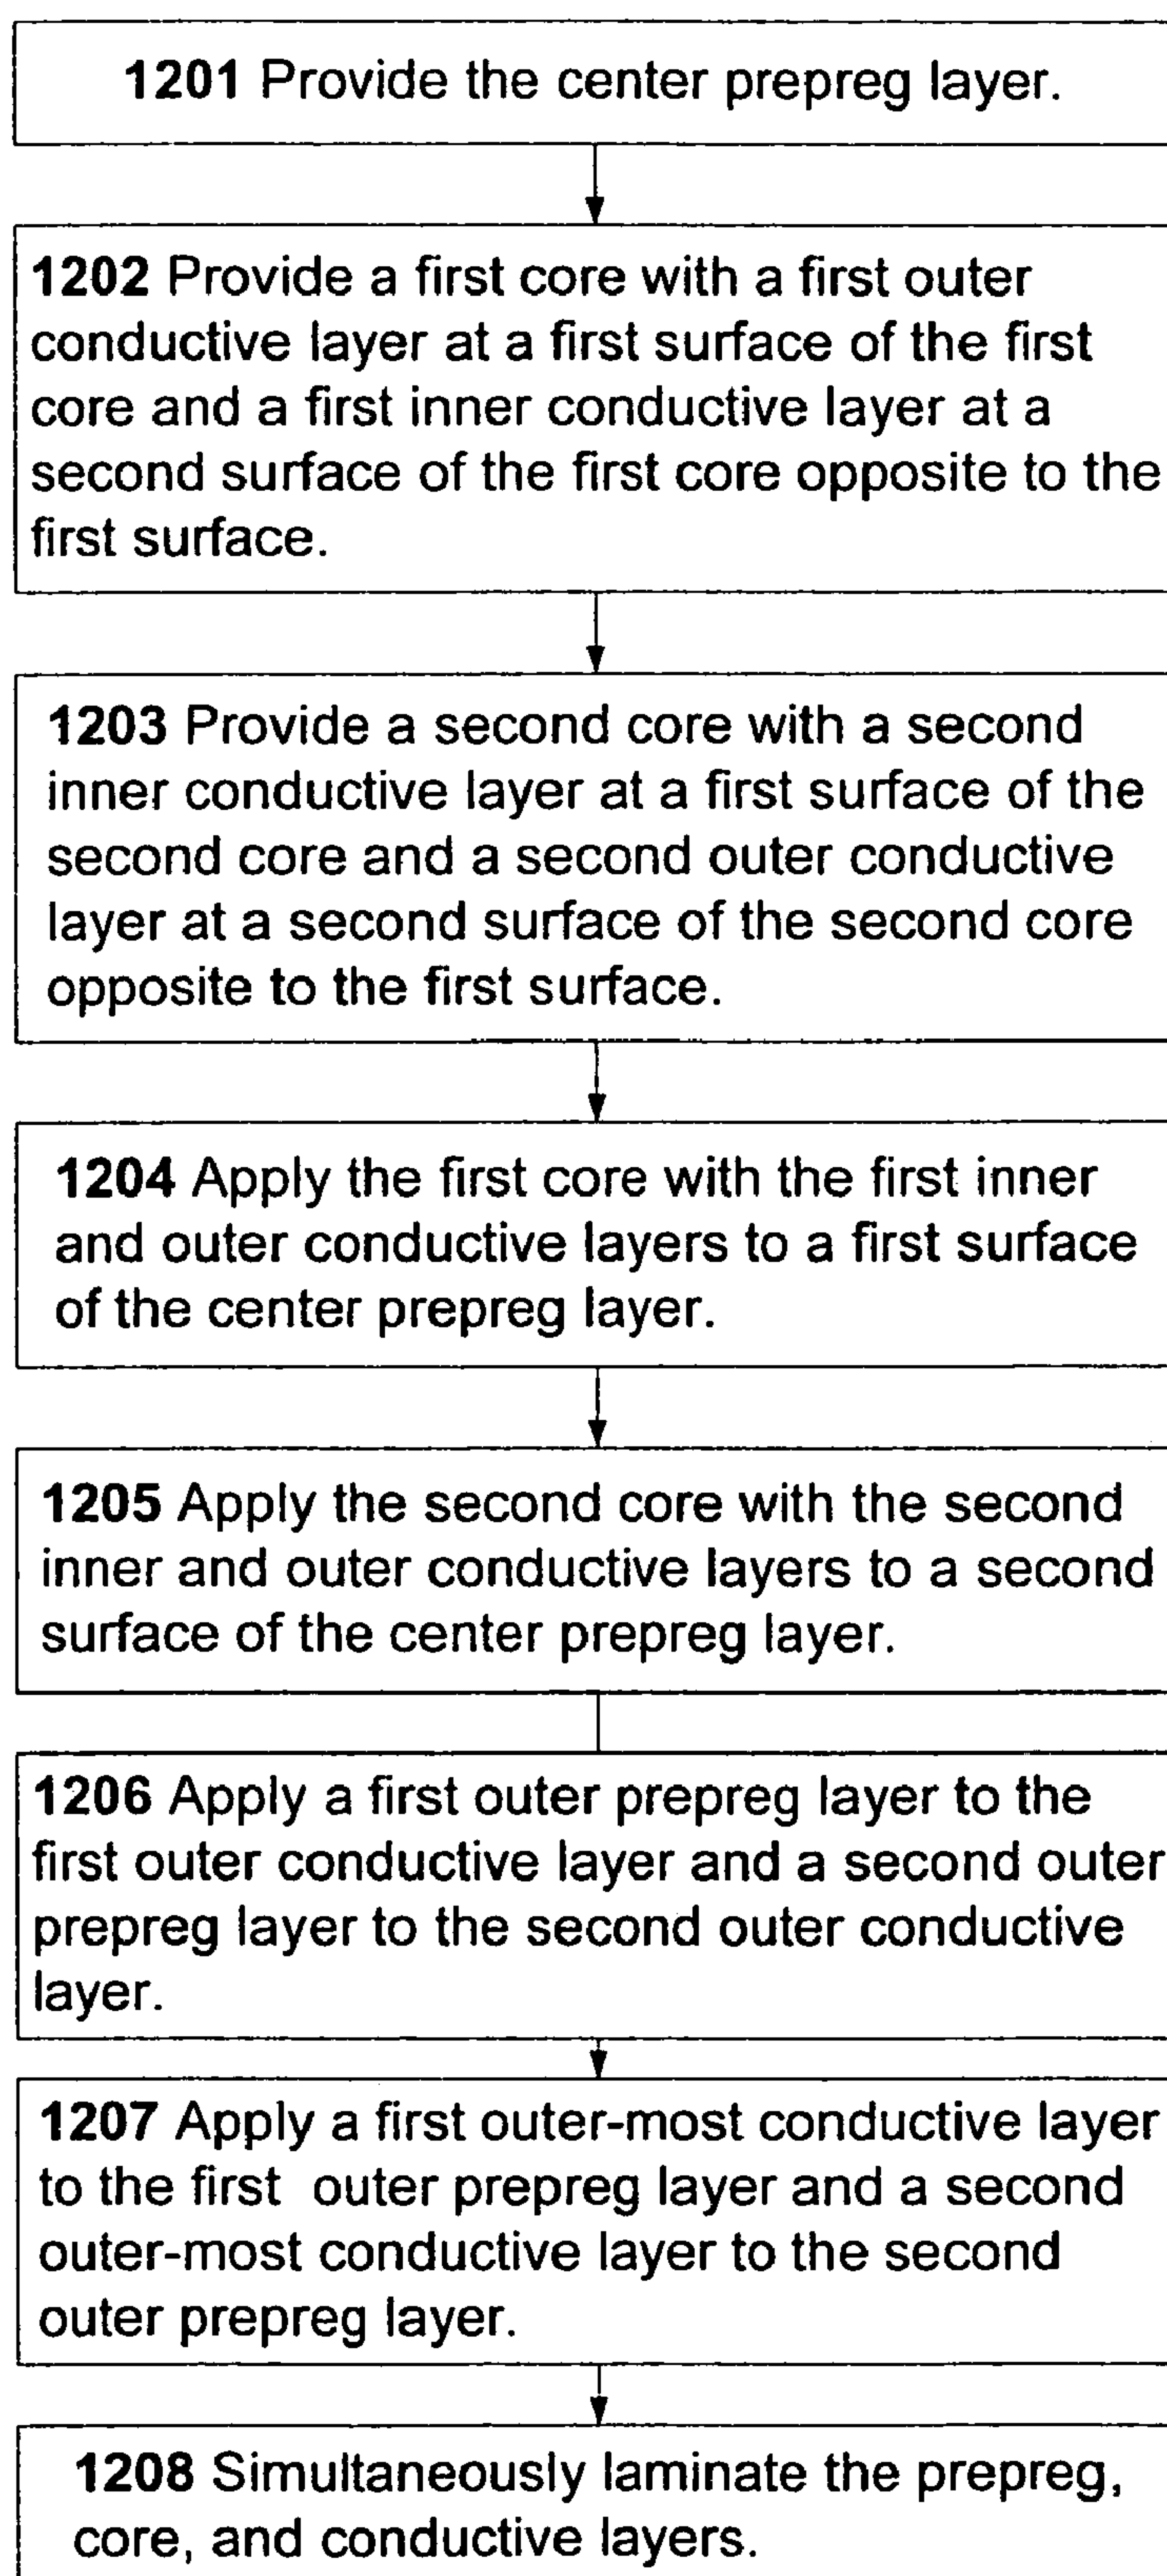 1201 Provide the center prepreg layer.
1202 Provide a first core with a first outer
conductive layer at a first surface of the first
core and a first inner conductive layer at a
second surface of the first core opposite to the
first surface.
1203 Provide a second core with a second
inner conductive layer at a first surface of the
second core and a second outer conductive
layer at a second surface of the second core
opposite to the first surface.
1204 Apply the first core with the first inner
and outer conductive layers to a first surface
of the center prepreg layer.
1205 Apply the second core with the second
inner and outer conductive layers to a second
surface of the center prepreg layer.
1206 Apply a first outer prepreg layer to the
first outer conductive layer and a second outer
prepreg layer to the second outer conductive
layer.
1207 Apply a first outer-most conductive layer
to the first  outer prepreg layer and a second
outer-most conductive layer to the second
outer prepreg layer.
1208 Simultaneously laminate the prepreg,
core, and conductive layers.